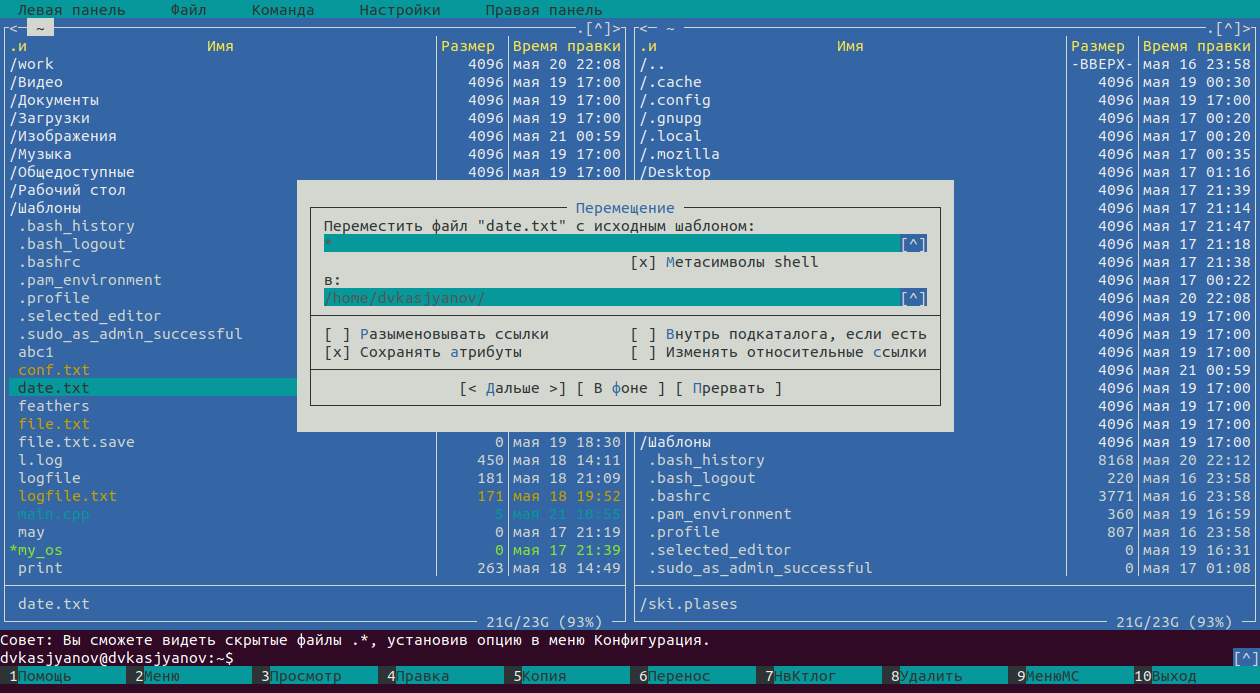 Левая панель Файл Команда Настройки Правая панель
<─ ~ .[^]>
.и Имя Размер Время правки
/work 4096 мая 20 22:08
/Видео 4096 мая 19 17:00
/Документы 4096 мая 19 17:00
/Загрузки 4096 мая 19 17:00
/Изображения 4096 мая 21 00:59
/Музыка 4096 мая 19 17:00
/Общедоступные 4096 мая 19 17:00
/Рабочий стол
/Шаблоны
.bash_history
.bash_logout
.bashrc
.pam_environment
.profile
.selected_editor
.sudo_as_admin_successful
abc1
conf.txt
date.txt
feathers
file.txt
file.txt.save 0 мая 19 18:30
l.log 450 мая 18 14:11
logfile 181 мая 18 21:09
logfile.txt 171 мая 18 19:52
main.cpp 5 мая 21 10:55
may 0 мая 17 21:19
*my_os 0 мая 17 21:39
print 263 мая 18 14:49
date.txt
21G/23G (93%)
<─ ~ .[^]>
.и Имя Размер Время правки
/.. -ВВЕРХ- мая 16 23:58
/.cache 4096 мая 19 00:30
/.config 4096 мая 19 17:00
/.gnupg 4096 мая 17 00:20
/.local 4096 мая 17 00:20
/.mozilla 4096 мая 17 00:35
/Desktop 4096 мая 17 01:16
4096 мая 17 21:39
4096 мая 17 21:14
4096 мая 17 21:47
4096 мая 17 21:18
4096 мая 17 21:38
4096 мая 17 00:22
4096 мая 20 22:08
4096 мая 19 17:00
4096 мая 19 17:00
4096 мая 19 17:00
4096 мая 21 00:59
4096 мая 19 17:00
4096 мая 19 17:00
4096 мая 19 17:00
/Шаблоны 4096 мая 19 17:00
.bash_history 8168 мая 20 22:12
.bash_logout 220 мая 16 23:58
.bashrc 3771 мая 16 23:58
.pam_environment 360 мая 19 16:59
.profile 807 мая 16 23:58
.selected_editor 0 мая 19 16:31
.sudo_as_admin_successful 0 мая 17 01:08
/ski.plases
21G/23G (93%)
Перемещение
Переместить файл "date.txt" с исходным шаблоном:
* [^]
[x] Метасимволы shell
в:
/home/dvkasjyanov/ [^]
[ ] Разыменовывать ссылки [ ] Внутрь подкаталога, если есть
[x] Сохранять атрибуты [ ] Изменять относительные ссылки
[< Дальше >] [ В фоне ] [ Прервать ]
Совет: Вы сможете видеть скрытые файлы .*, установив опцию в меню Конфигурация.
dvkasjyanov@dvkasjyanov:~$ [^]
1Помощь 2Меню 3Просмотр 4Правка 5Копия 6Перенос 7НвКтлог 8Удалить 9МенюMC 10Выход